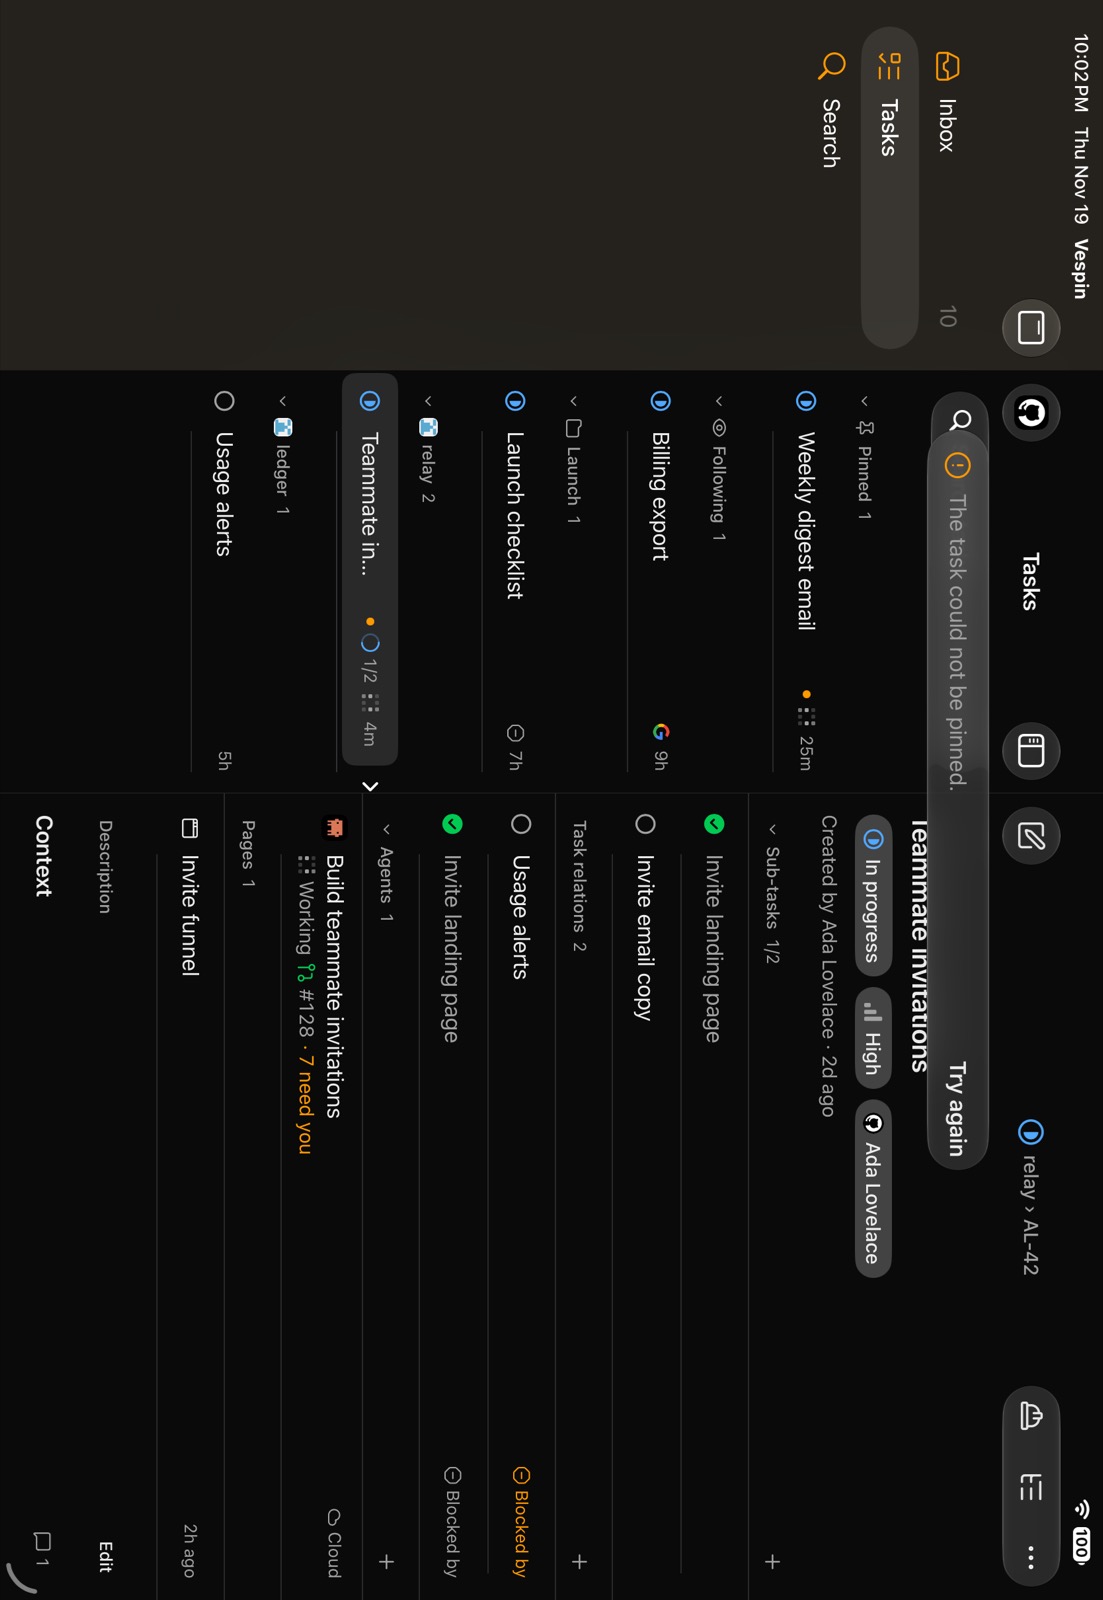 10:02 PM Thu Nov 19 Vespin
100
Inbox 10
Tasks
Search
Tasks
Pinned 1
Weekly digest email 25m
Following 1
Billing export 9h
Launch 1
Launch checklist 7h
relay 2
Teammate in... 1/2 4m
ledger 1
Usage alerts 5h
relay › AL-42
The task could not be pinned. Try again
Teammate invitations
In progress High Ada Lovelace
Created by Ada Lovelace · 2d ago
Sub-tasks 1/2
Invite landing page
Invite email copy
Task relations 2
Usage alerts Blocked by
Invite landing page Blocked by
Agents 1
Build teammate invitations Cloud
Working #128 · 7 need you
Pages 1
Invite funnel 2h ago
Description Edit
Context 1